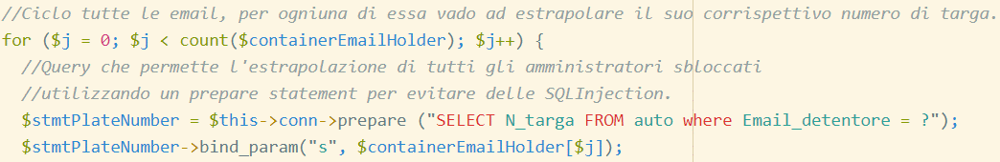 //Ciclo tutte le email, per ogniuna di essa vado ad estrapolare il suo corrispettivo numero di targa.
for ($j = 0; $j < count($containerEmailHolder); $j++) {
//Query che permette l'estrapolazione di tutti gli amministratori sbloccati
//utilizzando un prepare statement per evitare delle SQLInjection.
$stmtPlateNumber = $this->conn->prepare ("SELECT N_targa FROM auto where Email_detentore = ?");
$stmtPlateNumber->bind_param("s", $containerEmailHolder[$j]);